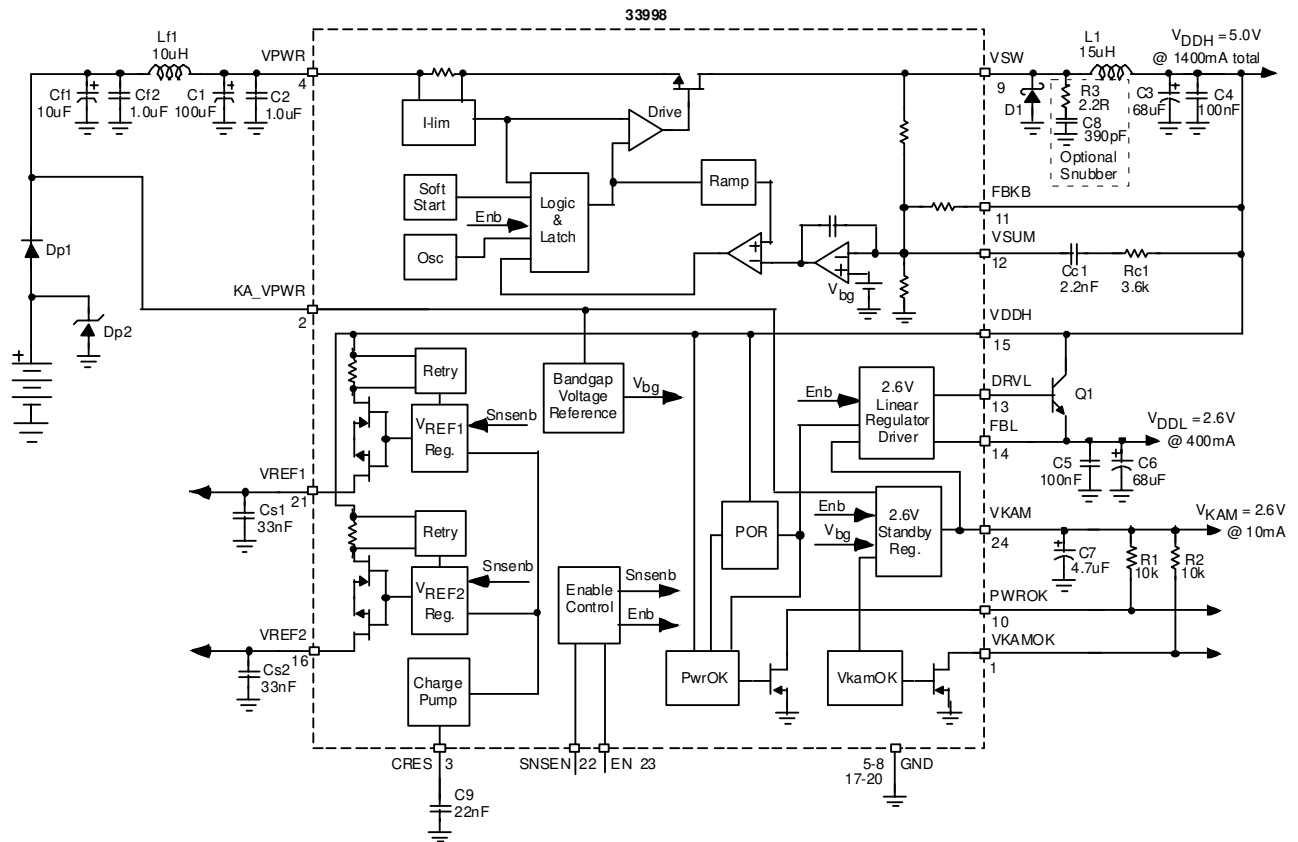 33998
Lf1
10uH
VPWR
4
Cf1
10uF
Cf2
1.0uF
C1
100uF
C2
1.0uF
I-lim
Drive
VSW
9
D1
R3
2.2R
C8
390pF
Optional
Snubber
L1
15uH
VDDH = 5.0V
@ 1400mA total
C3
68uF
C4
100nF
Soft
Start
Enb
Osc
Logic
&
Latch
Ramp
+
−
−
+
Vbg
FBKB
11
VSUM
12
Cc1
2.2nF
Rc1
3.6k
Dp1
Dp2
+
KA_VPWR
2
VDDH
15
Retry
VREF1
Reg.
Snsenb
Bandgap
Voltage
Reference
Vbg
Enb
2.6V
Linear
Regulator
Driver
DRVL
13
Q1
FBL
14
VDDL = 2.6V
@ 400mA
C5
100nF
C6
68uF
VREF1
21
Cs1
33nF
Retry
VREF2
Reg.
Snsenb
POR
Enb
Vbg
2.6V
Standby
Reg.
VKAM
24
VKAM = 2.6V
@ 10mA
C7
4.7uF
R1
10k
R2
10k
Enable
Control
Snsenb
Enb
PWROK
10
VREF2
16
Cs2
33nF
VKAMOK
1
Charge
Pump
PwrOK
VkamOK
CRES 3
SNSEN 22
EN 23
5-8
17-20
GND
C9
22nF